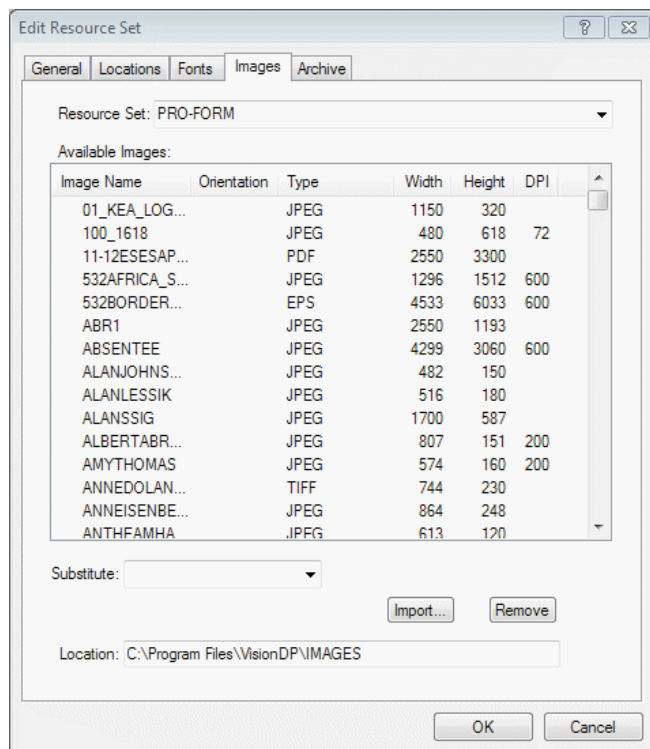 Edit Resource Set
General Locations Fonts Images Archive
Resource Set: PRO-FORM
Available Images:
Image Name Orientation Type Width Height DPI
01_KEA_LOG... JPEG 1150 320
100_1618 JPEG 480 618 72
11-12ESESAP... PDF 2550 3300
532AFRICA_S... JPEG 1296 1512 600
532BORDER... EPS 4533 6033 600
ABR1 JPEG 2550 1193
ABSENTEE JPEG 4299 3060 600
ALANJOHNS... JPEG 482 150
ALANLESSIK JPEG 516 180
ALANSSIG JPEG 1700 587
ALBERTABR... JPEG 807 151 200
AMYTHOMAS JPEG 574 160 200
ANNEDOLAN... TIFF 744 230
ANNEISENBE... JPEG 864 248
ANTHEAMHA JPEG 613 120
Substitute:
Import... Remove
Location: C:\Program Files\VisionDP\IMAGES
OK Cancel